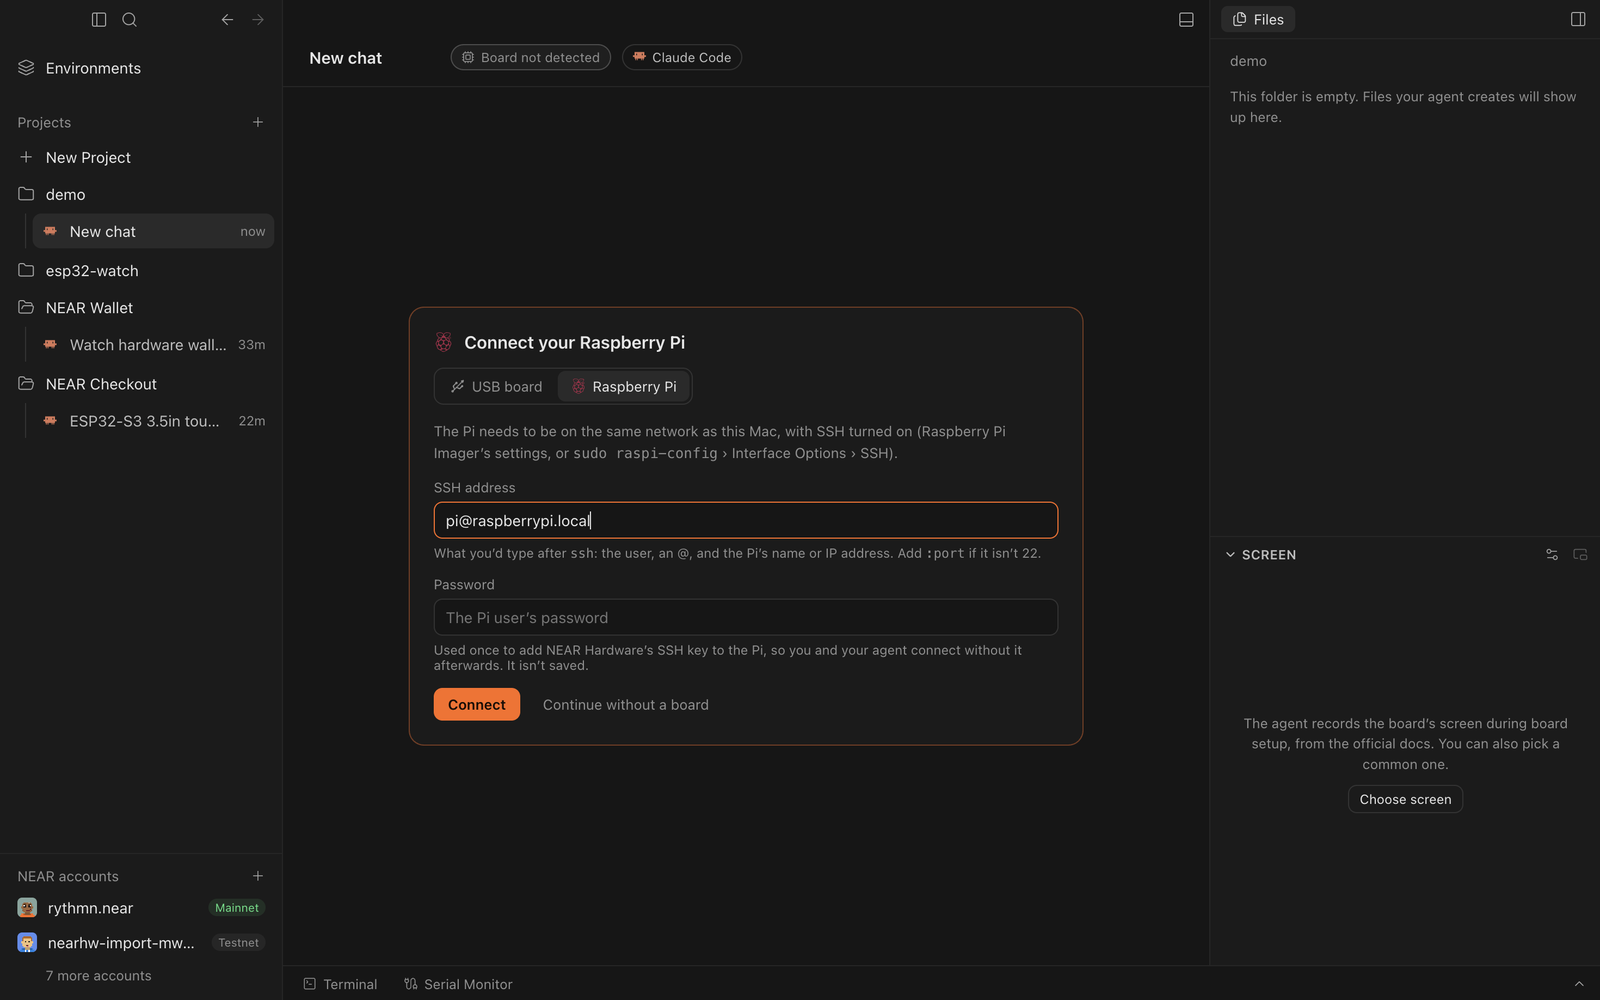 Environments
Projects
New Project
demo
New chat
now
esp32-watch
NEAR Wallet
Watch hardware wall...
33m
NEAR Checkout
ESP32-S3 3.5in tou...
22m
NEAR accounts
rythmn.near
Mainnet
nearhw-import-mw...
Testnet
7 more accounts
New chat
Board not detected
Claude Code
Connect your Raspberry Pi
USB board
Raspberry Pi
The Pi needs to be on the same network as this Mac, with SSH turned on (Raspberry Pi
Imager’s settings, or sudo raspi-config › Interface Options › SSH).
SSH address
pi@raspberrypi.local
What you’d type after ssh: the user, an @, and the Pi’s name or IP address. Add :port if it isn’t 22.
Password
The Pi user’s password
Used once to add NEAR Hardware’s SSH key to the Pi, so you and your agent connect without it
afterwards. It isn’t saved.
Connect
Continue without a board
Terminal
Serial Monitor
Files
demo
This folder is empty. Files your agent creates will show
up here.
SCREEN
The agent records the board’s screen during board
setup, from the official docs. You can also pick a
common one.
Choose screen